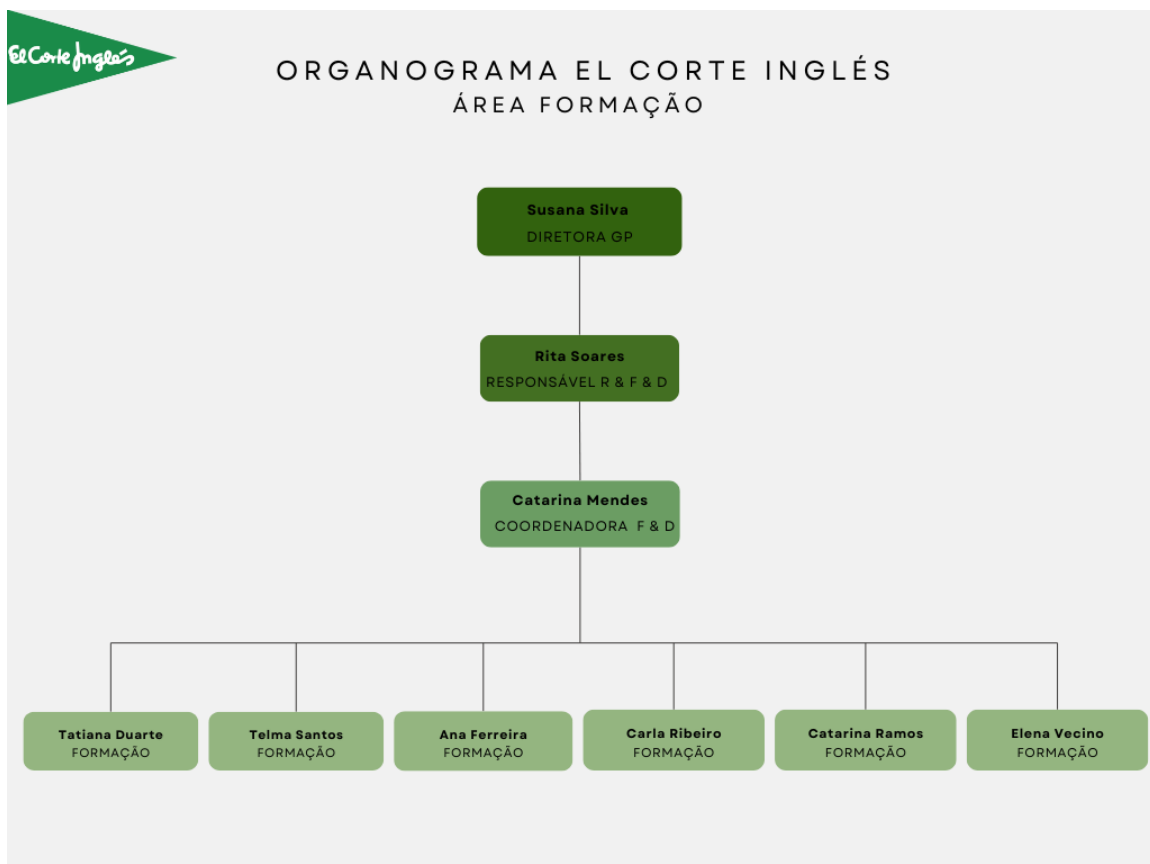 El Corte Inglés
ORGANOGRAMA EL CORTE INGLÉS
ÁREA FORMAÇÃO
Susana Silva
DIRETORA GP
Rita Soares
RESPONSÁVEL R & F & D
Catarina Mendes
COORDENADORA F & D
Tatiana Duarte
FORMAÇÃO
Telma Santos
FORMAÇÃO
Ana Ferreira
FORMAÇÃO
Carla Ribeiro
FORMAÇÃO
Catarina Ramos
FORMAÇÃO
Elena Vecino
FORMAÇÃO